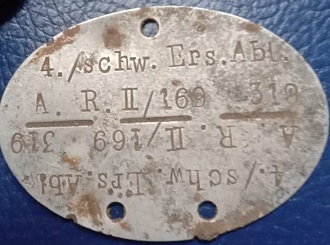 4./schw. Ers. Abt.
A. R. II/169 319
A. R. II/169 319
4./schw. Ers. Abt.